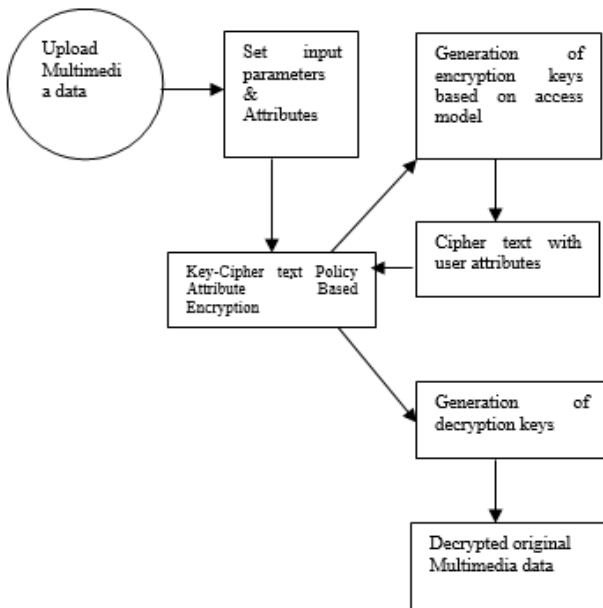 Upload
Multimedi
a data
Set input
parameters
&
Attributes
Generation of
encryption keys
based on access
model
Cipher text with
user attributes
Key-Cipher text Policy
Attribute Based
Encryption
Generation of
decryption keys
Decrypted original
Multimedia data